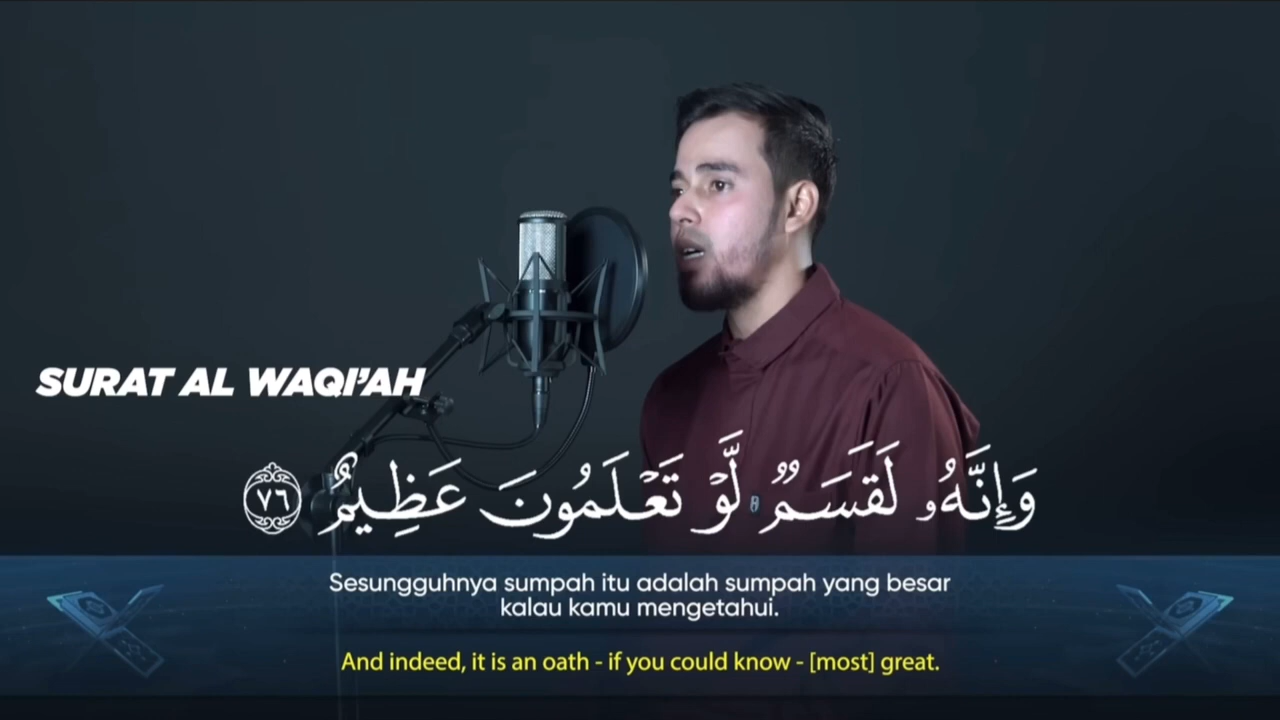 SURAT AL WAQI'AH
وَإِنَّهُۥ لَقَسَمٌۭ لَّوْ تَعْلَمُونَ عَظِيمٌ ٧٦
Sesungguhnya sumpah itu adalah sumpah yang besar
kalau kamu mengetahui.
And indeed, it is an oath - if you could know - [most] great.